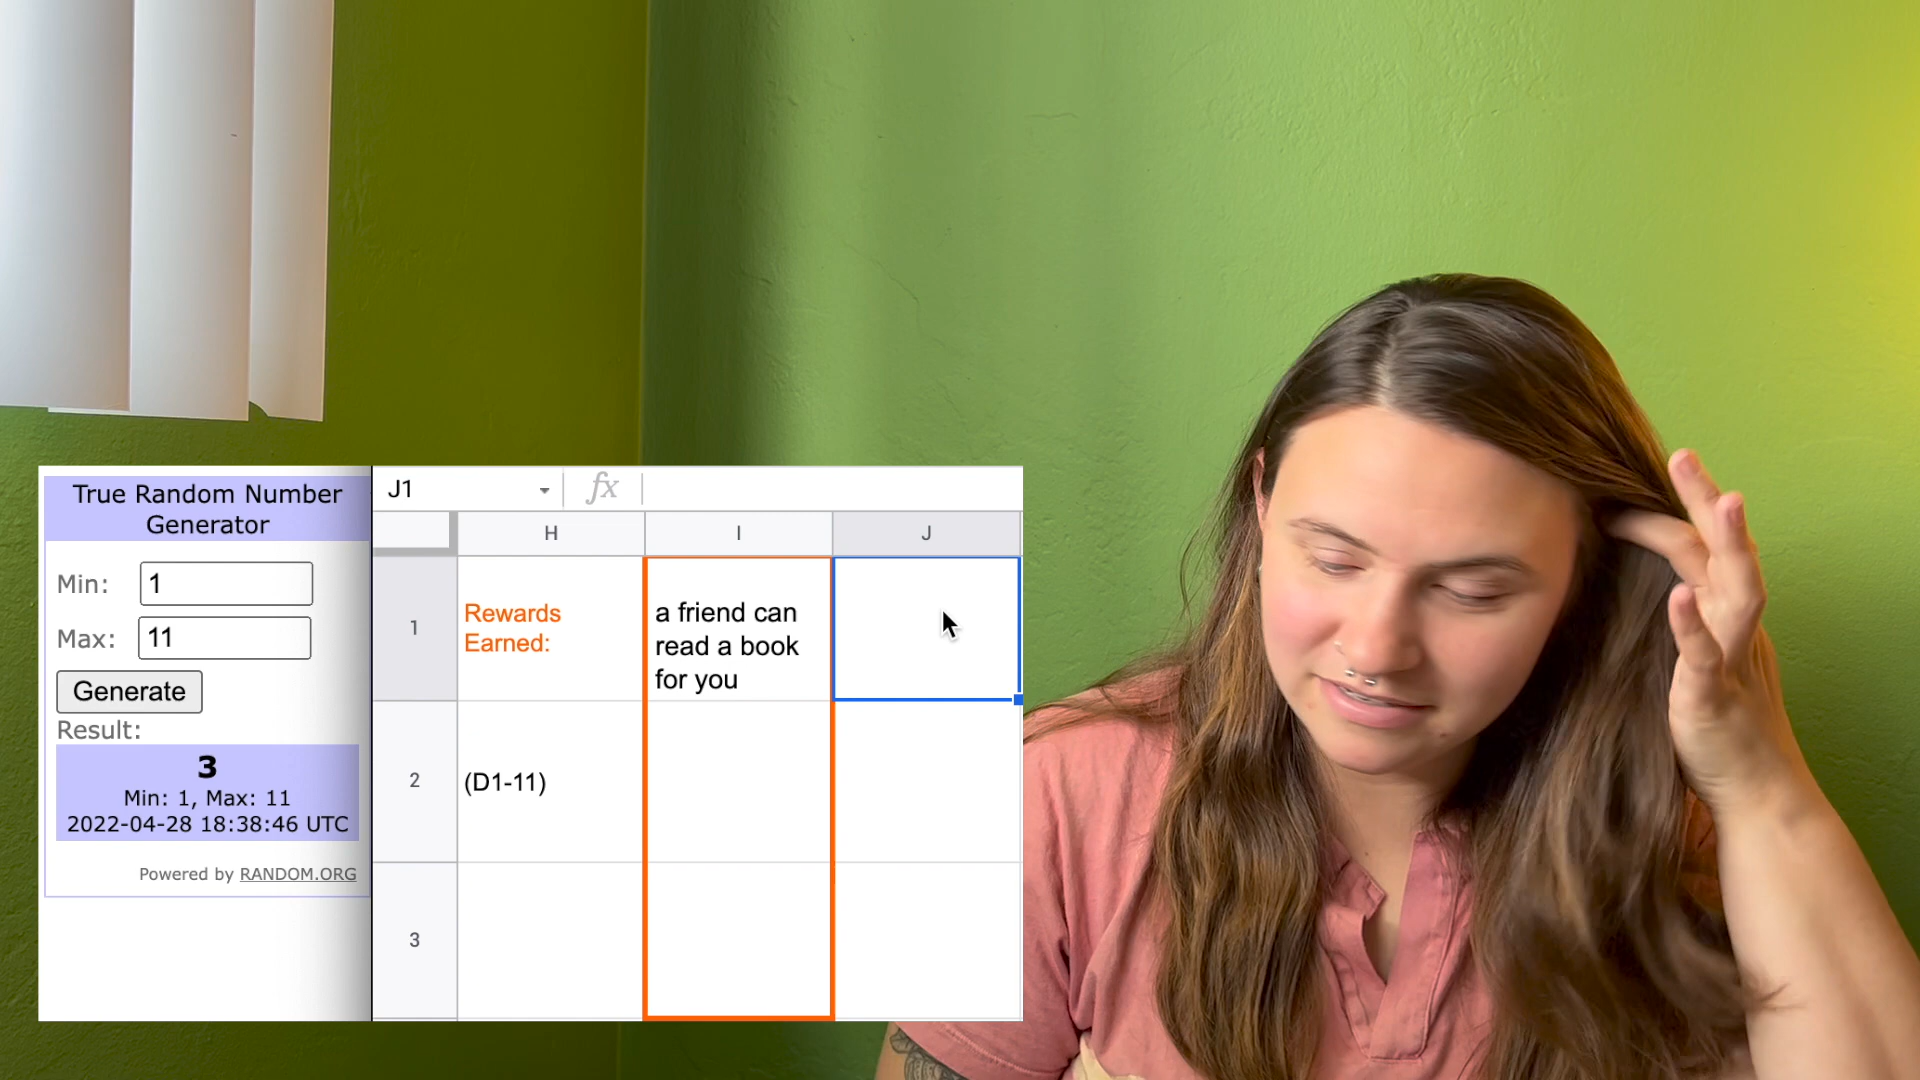 True Random Number
Generator
Min: 1
Max: 11
Generate
Result:
3
Min: 1, Max: 11
2022-04-28 18:38:46 UTC
Powered by RANDOM.ORG
J1 fx
H I J
1
Rewards
Earned:
a friend can
read a book
for you
2
(D1-11)
3